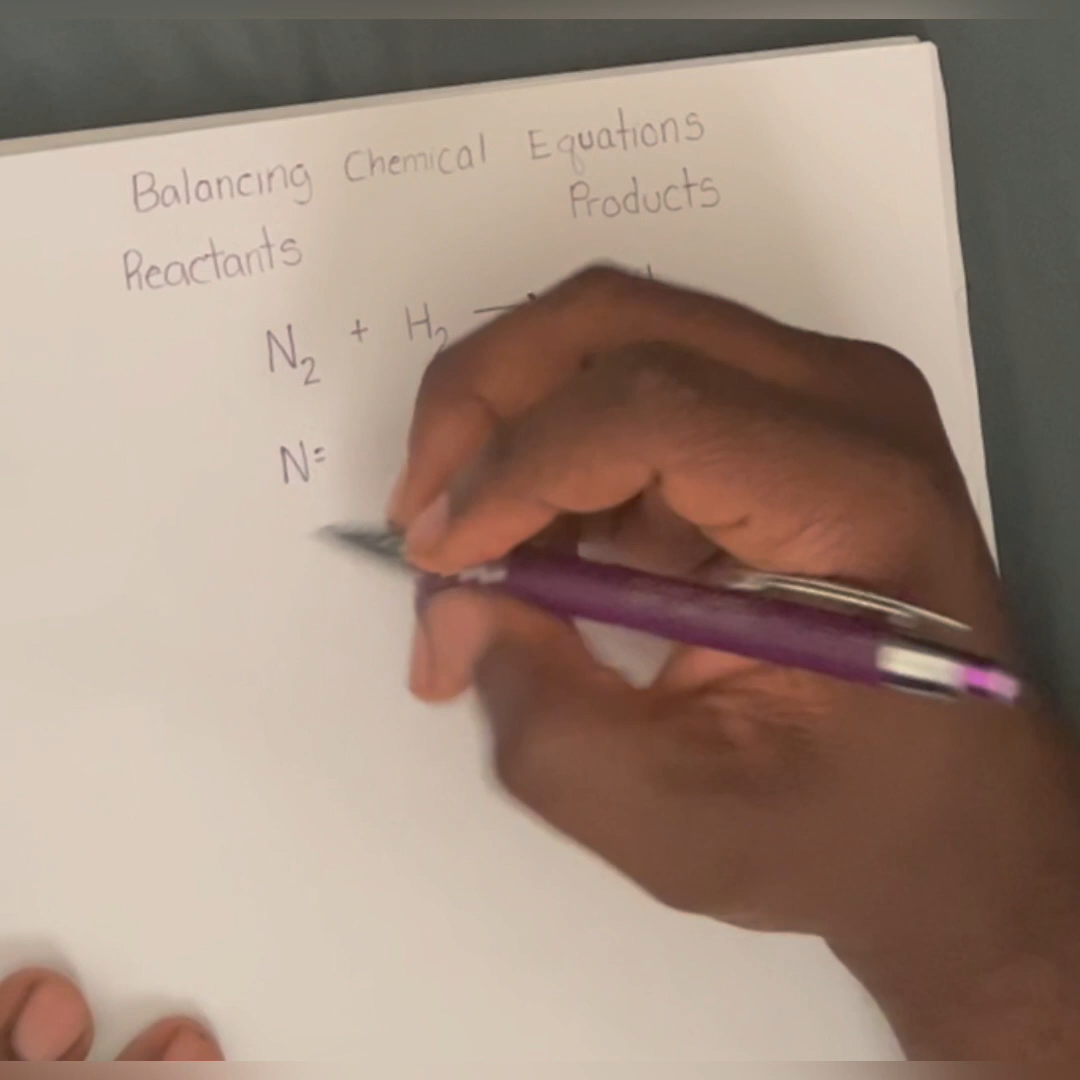 Balancing Chemical Equations
Reactants Products
N₂ + H₂ →
N=